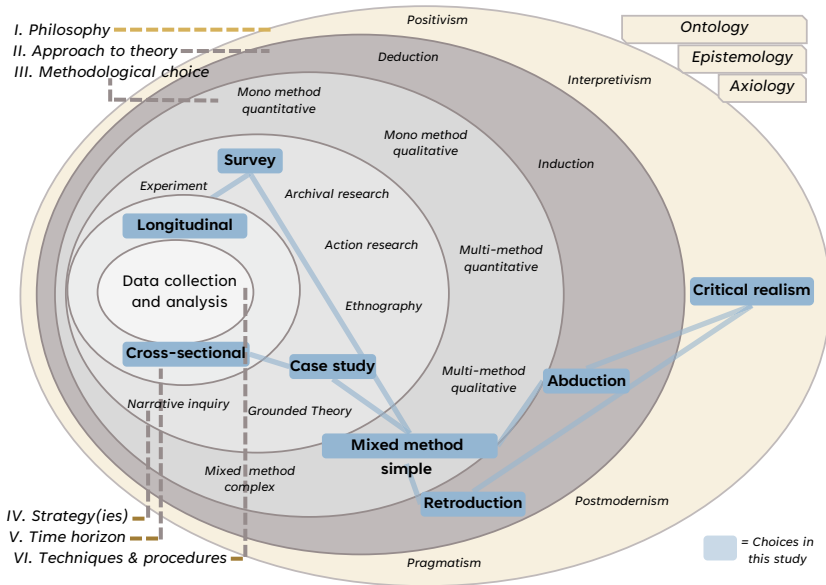 I. Philosophy
II. Approach to theory
III. Methodological choice
Positivism
Ontology
Epistemology
Axiology
Deduction
Interpretivism
Mono method
quantitative
Mono method
qualitative
Survey
Induction
Experiment
Archival research
Longitudinal
Action research
Multi-method
quantitative
Data collection
and analysis
Critical realism
Ethnography
Cross-sectional
Case study
Multi-method
qualitative
Abduction
Narrative inquiry
Grounded Theory
Mixed method
simple
Mixed method
complex
Retroduction
Postmodernism
IV. Strategy(ies)
V. Time horizon
VI. Techniques & procedures
Pragmatism
= Choices in
this study